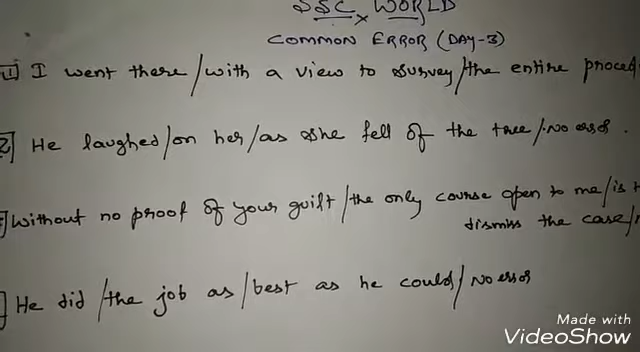 SSC WORLD
COMMON ERROR (DAY-3)
1] I went there / with a view to survey / the entire
2] He laughed / on her / as she fell of the tree / No error.
] Without no proof of your guilt / the only course open to me / is
dismiss the case /
] He did / the job as / best as he could / No error
Made with
VideoShow